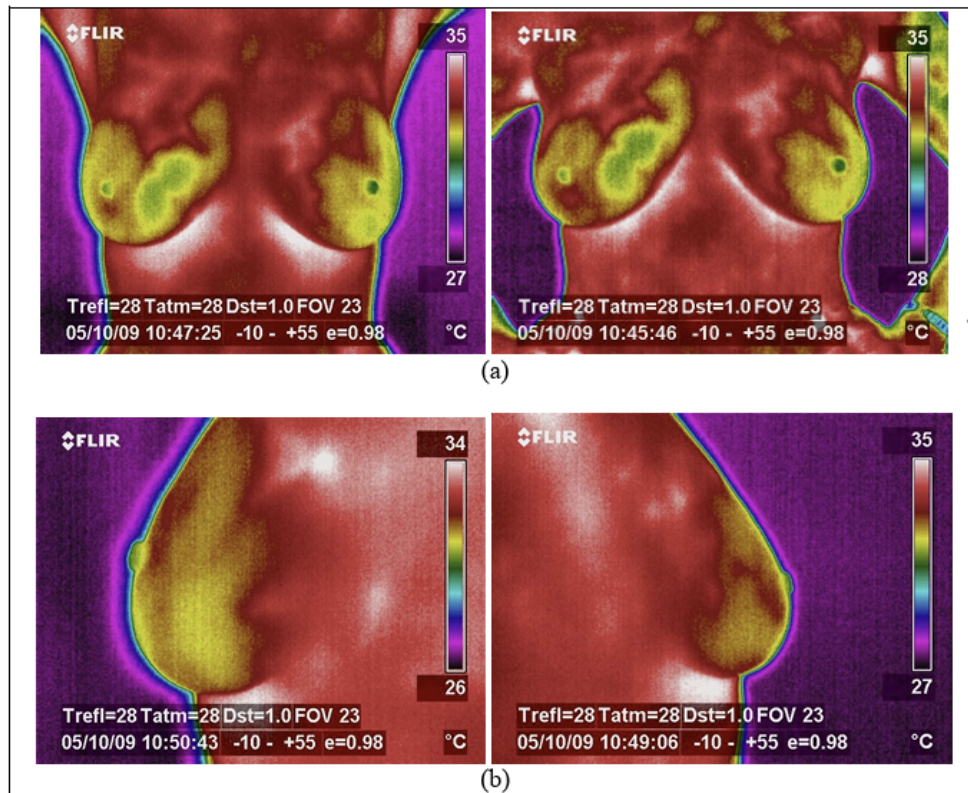 FLIR
35
27
Trefl=28 Tatm=28 Dst=1.0 FOV 23
05/10/09 10:47:25 -10 - +55 e=0.98 °C
FLIR
35
28
Trefl=28 Tatm=28 Dst=1.0 FOV 23
05/10/09 10:45:46 -10 - +55 e=0.98 °C
(a)
FLIR
34
26
Trefl=28 Tatm=28 Dst=1.0 FOV 23
05/10/09 10:50:43 -10 - +55 e=0.98 °C
FLIR
35
27
Trefl=28 Tatm=28 Dst=1.0 FOV 23
05/10/09 10:49:06 -10 - +55 e=0.98 °C
(b)